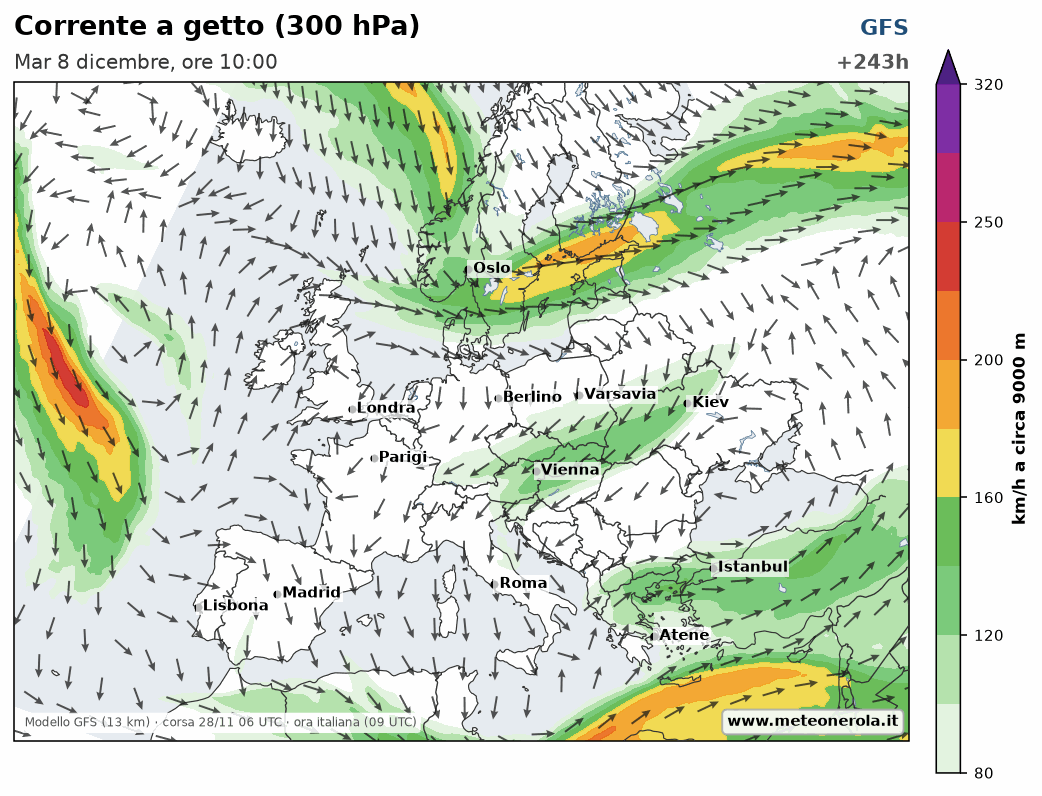 Corrente a getto (300 hPa)
GFS
Mar 8 dicembre, ore 10:00
+243h
320
250
200
160
120
80
km/h a circa 9000 m
Oslo
Berlino
Varsavia
Kiev
Londra
Parigi
Vienna
Istanbul
Roma
Madrid
Lisbona
Atene
Modello GFS (13 km) · corsa 28/11 06 UTC · ora italiana (09 UTC)
www.meteonerola.it